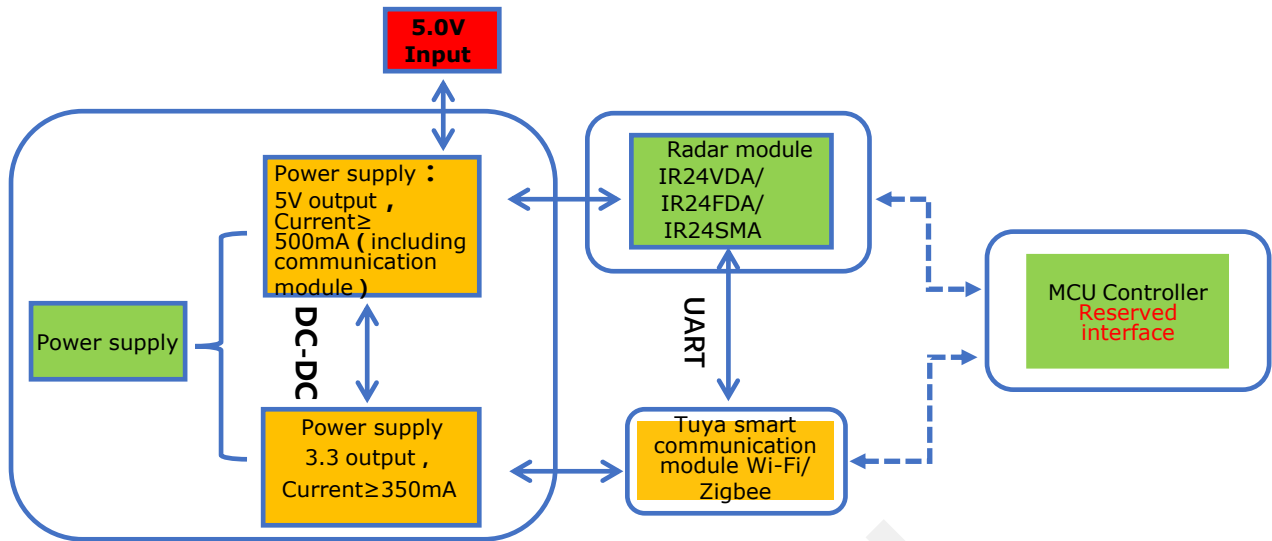 5.0V
Input
Power supply：
5V output，
Current≥
500mA（including
communication
module）
Radar module
IR24VDA/
IR24FDA/
IR24SMA
MCU Controller
Reserved
interface
Power supply
DC-DC
UART
Power supply
3.3 output，
Current≥350mA
Tuya smart
communication
module Wi-Fi/
Zigbee